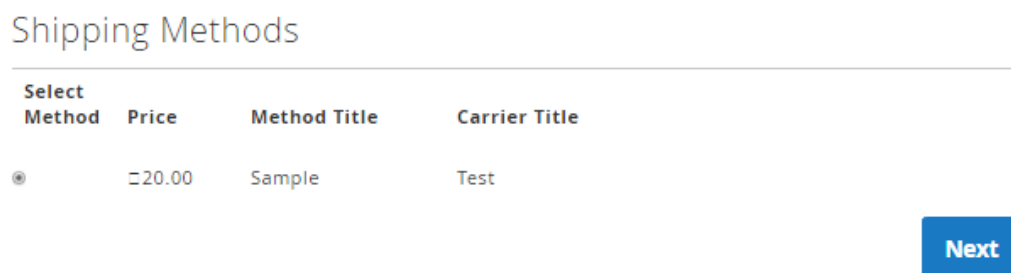 Shipping Methods
Select
Method Price Method Title Carrier Title
□20.00 Sample Test
Next